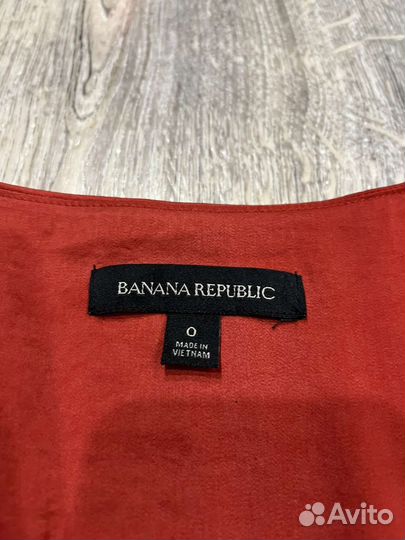 BANANA REPUBLIC
0
MADE IN
VIETNAM
Avito